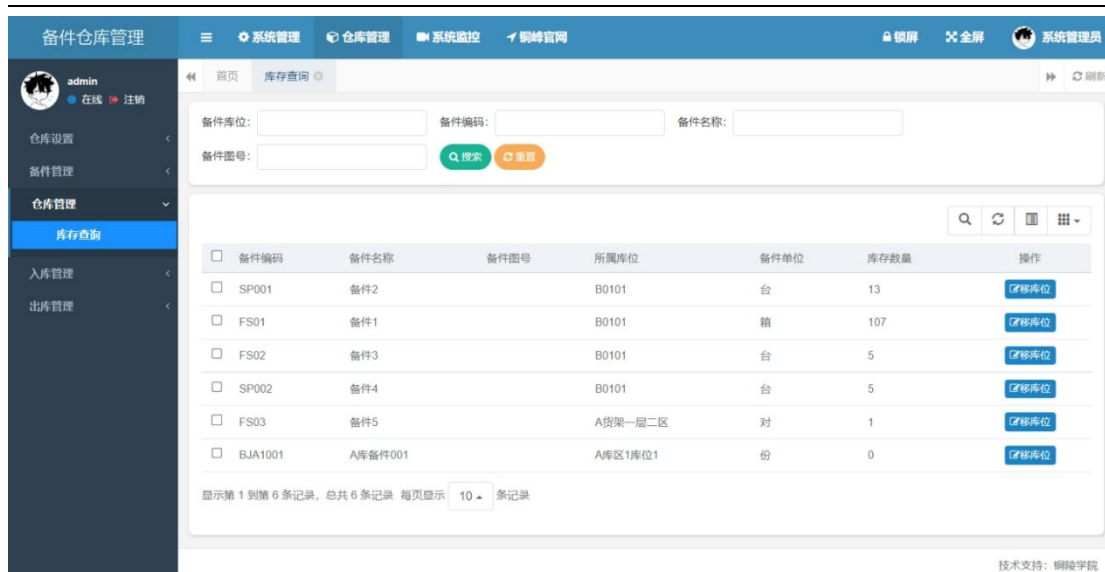 备件仓库管理 系统管理 仓库管理 系统监控 铜峰官网 锁屏 全屏 系统管理员
admin
在线 注销
首页 库存查询 刷新
仓库设置
备件管理
仓库管理
库存查询
入库管理
出库管理
备件库位: 备件编码: 备件名称:
备件图号: 搜索 重置
备件编码 备件名称 备件图号 所属库位 备件单位 库存数量 操作
SP001 备件2 B0101 台 13 移库位
FS01 备件1 B0101 箱 107 移库位
FS02 备件3 B0101 台 5 移库位
SP002 备件4 B0101 台 5 移库位
FS03 备件5 A货架一层二区 对 1 移库位
BJA1001 A库备件001 A库区1库位1 份 0 移库位
显示第 1 到第 6 条记录，总共 6 条记录 每页显示 10 条记录
技术支持：铜陵学院